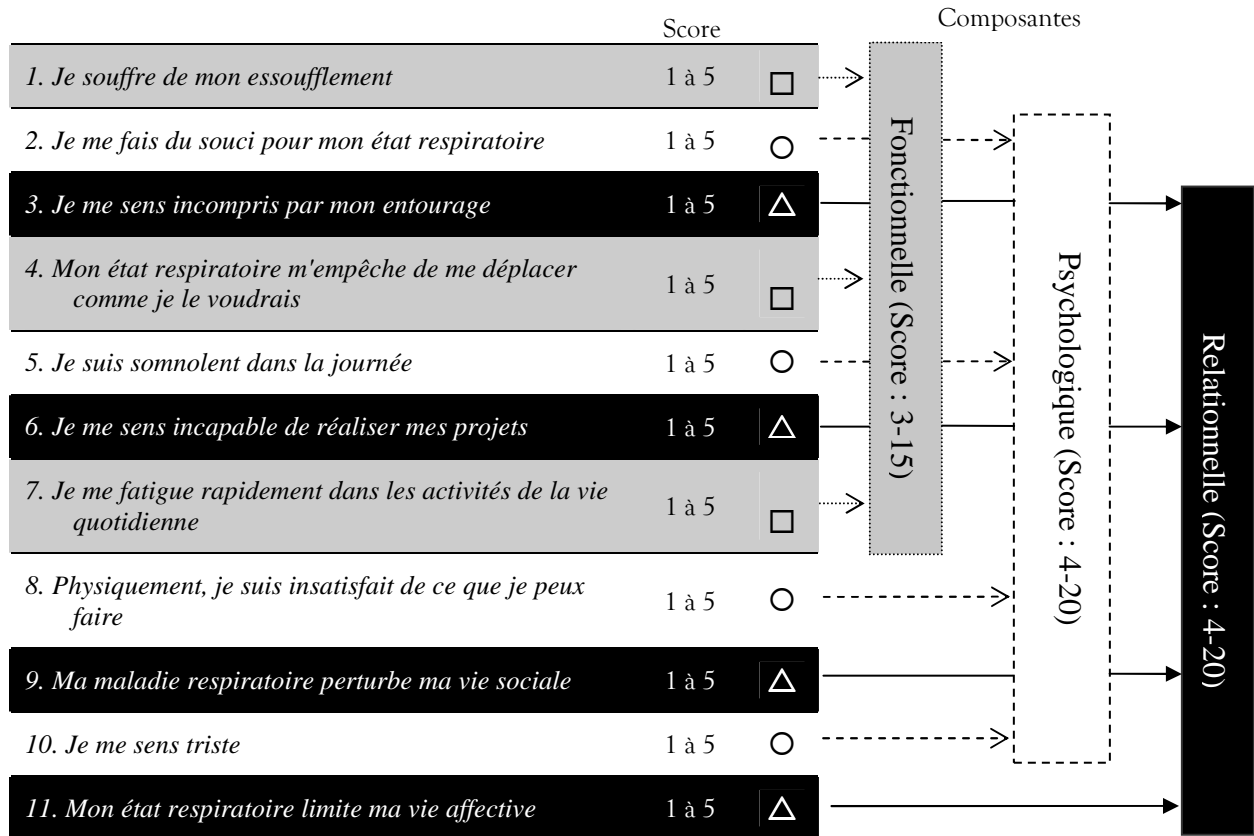 Score
Composantes
1. Je souffre de mon essoufflement 1 à 5
2. Je me fais du souci pour mon état respiratoire 1 à 5
3. Je me sens incompris par mon entourage 1 à 5
4. Mon état respiratoire m'empêche de me déplacer
comme je le voudrais 1 à 5
5. Je suis somnolent dans la journée 1 à 5
6. Je me sens incapable de réaliser mes projets 1 à 5
7. Je me fatigue rapidement dans les activités de la vie
quotidienne 1 à 5
8. Physiquement, je suis insatisfait de ce que je peux
faire 1 à 5
9. Ma maladie respiratoire perturbe ma vie sociale 1 à 5
10. Je me sens triste 1 à 5
11. Mon état respiratoire limite ma vie affective 1 à 5
Fonctionnelle (Score : 3-15)
Psychologique (Score : 4-20)
Relationnelle (Score : 4-20)